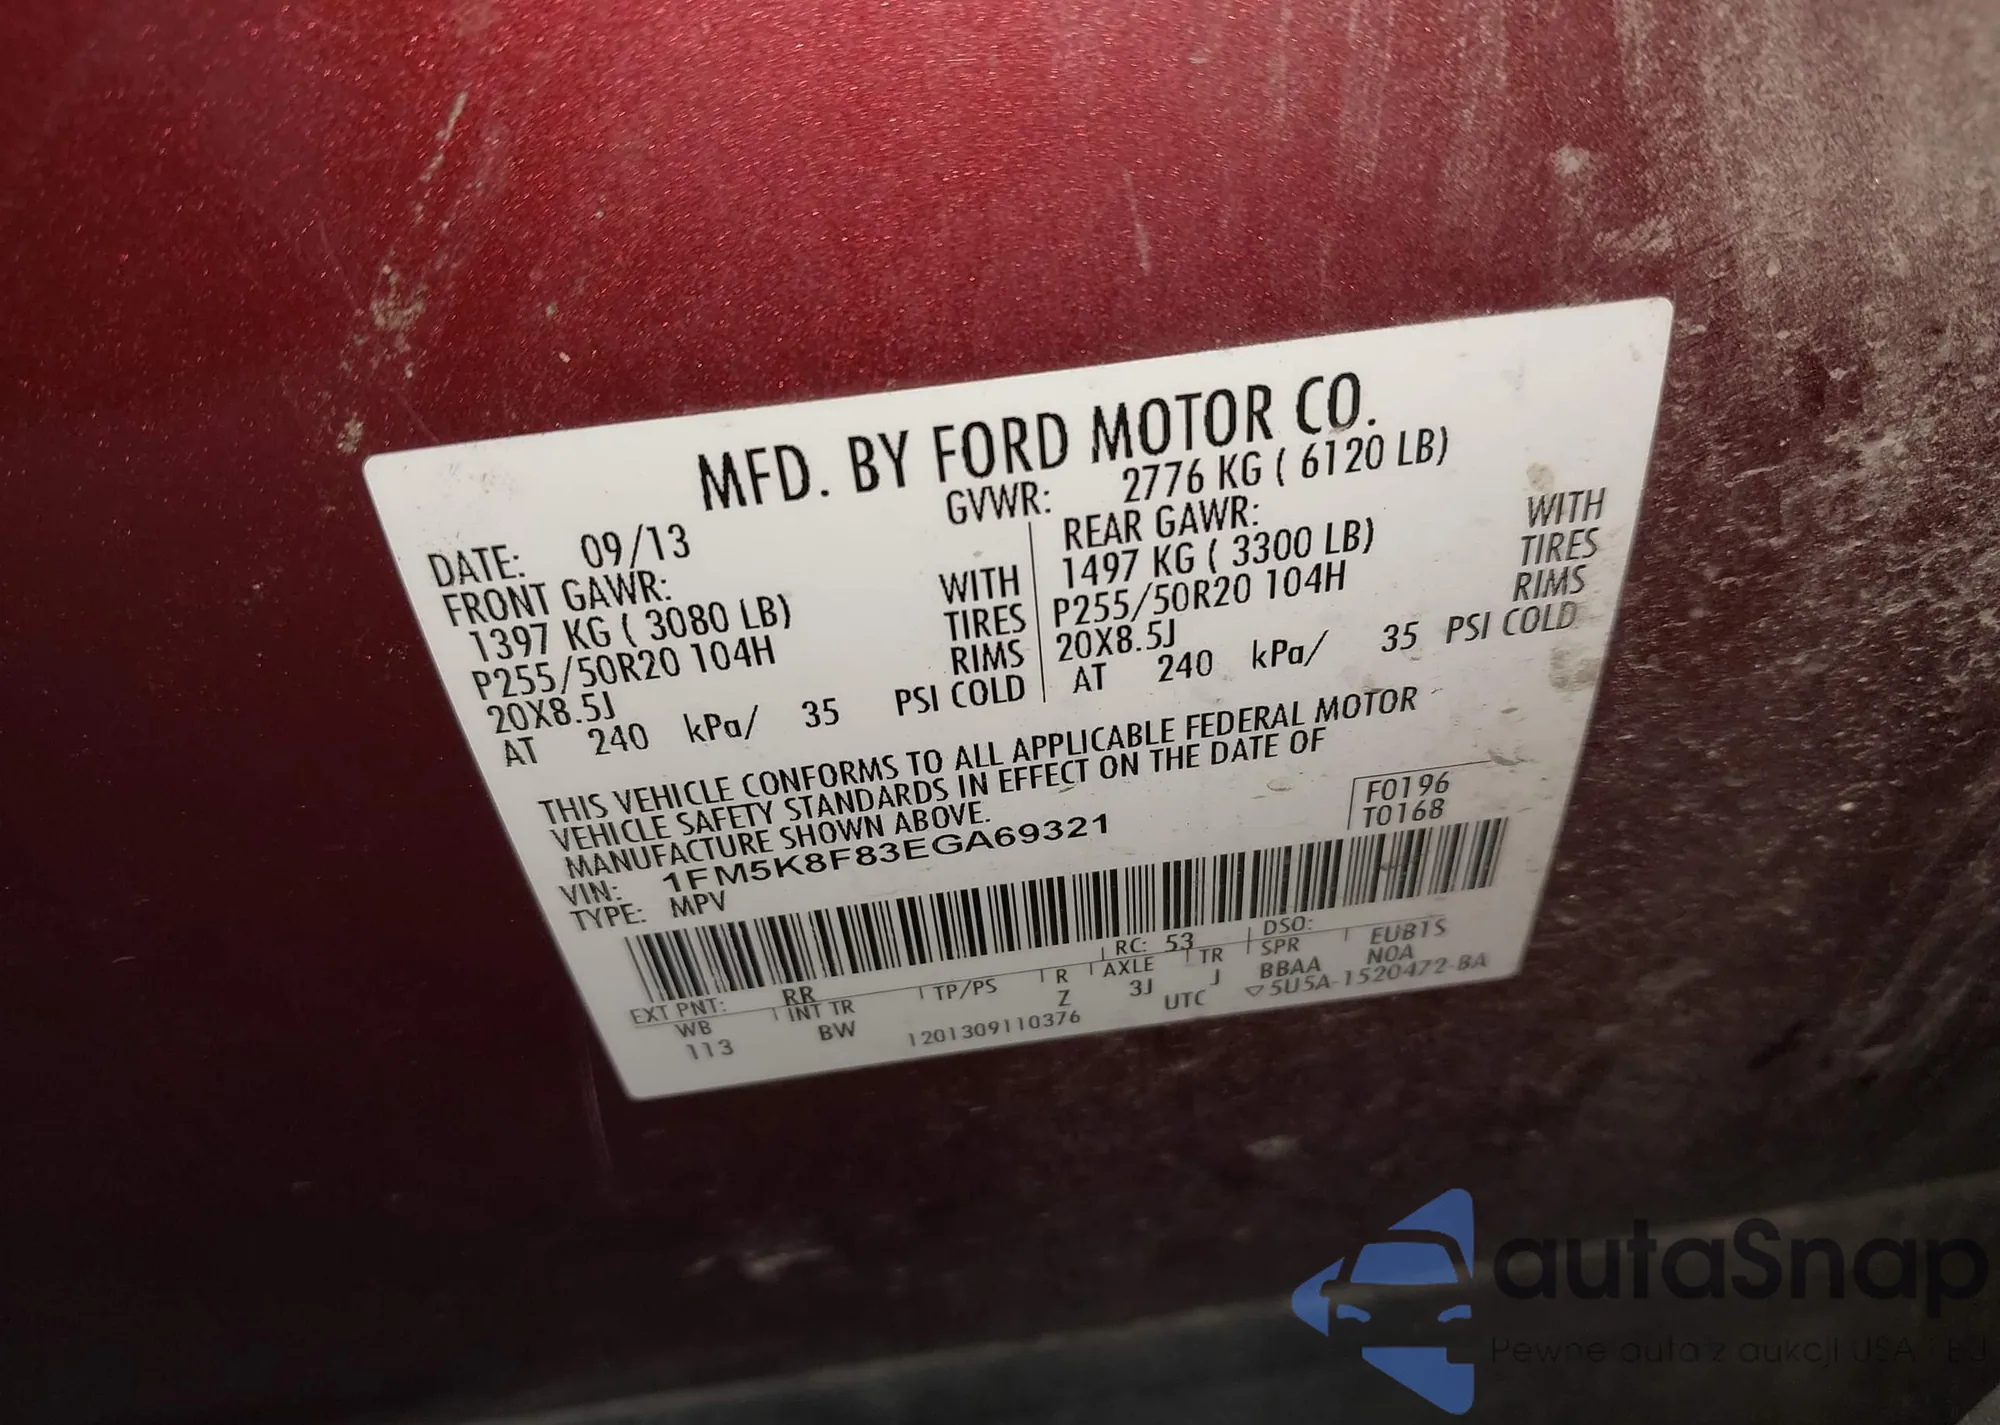 MFD. BY FORD MOTOR CO.
DATE: 09/13
GVWR: 2776 KG ( 6120 LB)
FRONT GAWR:
1397 KG ( 3080 LB) WITH
P255/50R20 104H TIRES
20X8.5J RIMS
AT 240 kPa/ 35 PSI COLD
REAR GAWR:
1497 KG ( 3300 LB) WITH
P255/50R20 104H TIRES
20X8.5J RIMS
AT 240 kPa/ 35 PSI COLD
THIS VEHICLE CONFORMS TO ALL APPLICABLE FEDERAL MOTOR
VEHICLE SAFETY STANDARDS IN EFFECT ON THE DATE OF
MANUFACTURE SHOWN ABOVE.
VIN: 1FM5K8F83EGA69321
TYPE: MPV
F0196
T0168
EXT PNT: RR RC: 53 DSO:
WB INT TR TP/PS R AXLE TR SPR EUB1S
113 BW Z 3J J BBAA N0A
1201309110376 UTC ▽5U5A-1520472-BA
autaSnap
Pewne auta z aukcji USA i EU